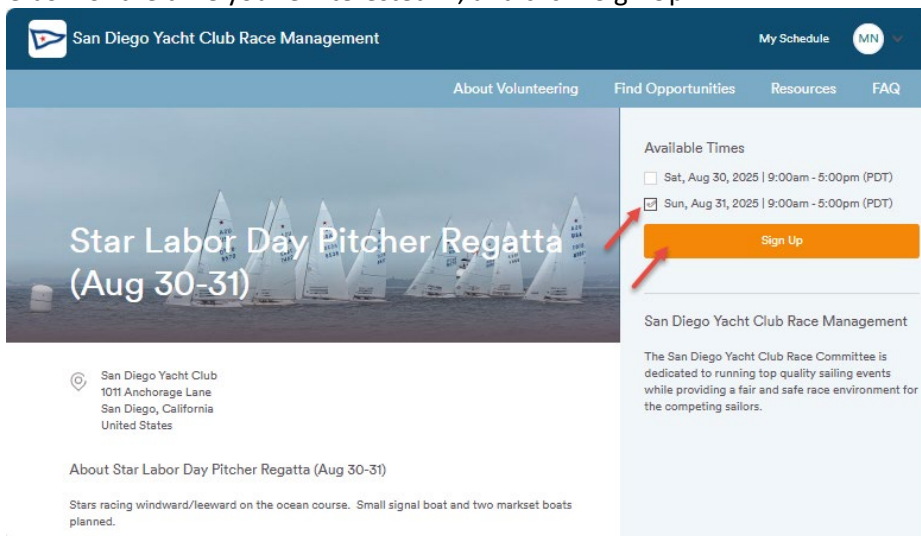 San Diego Yacht Club Race Management
My Schedule
MN
About Volunteering
Find Opportunities
Resources
FAQ
Star Labor Day Pitcher Regatta
(Aug 30-31)
Available Times
Sat, Aug 30, 2025 | 9:00am - 5:00pm (PDT)
Sun, Aug 31, 2025 | 9:00am - 5:00pm (PDT)
Sign Up
San Diego Yacht Club Race Management
The San Diego Yacht Club Race Committee is
dedicated to running top quality sailing events
while providing a fair and safe race environment for
the competing sailors.
San Diego Yacht Club
1011 Anchorage Lane
San Diego, California
United States
About Star Labor Day Pitcher Regatta (Aug 30-31)
Stars racing windward/leeward on the ocean course. Small signal boat and two markset boats
planned.